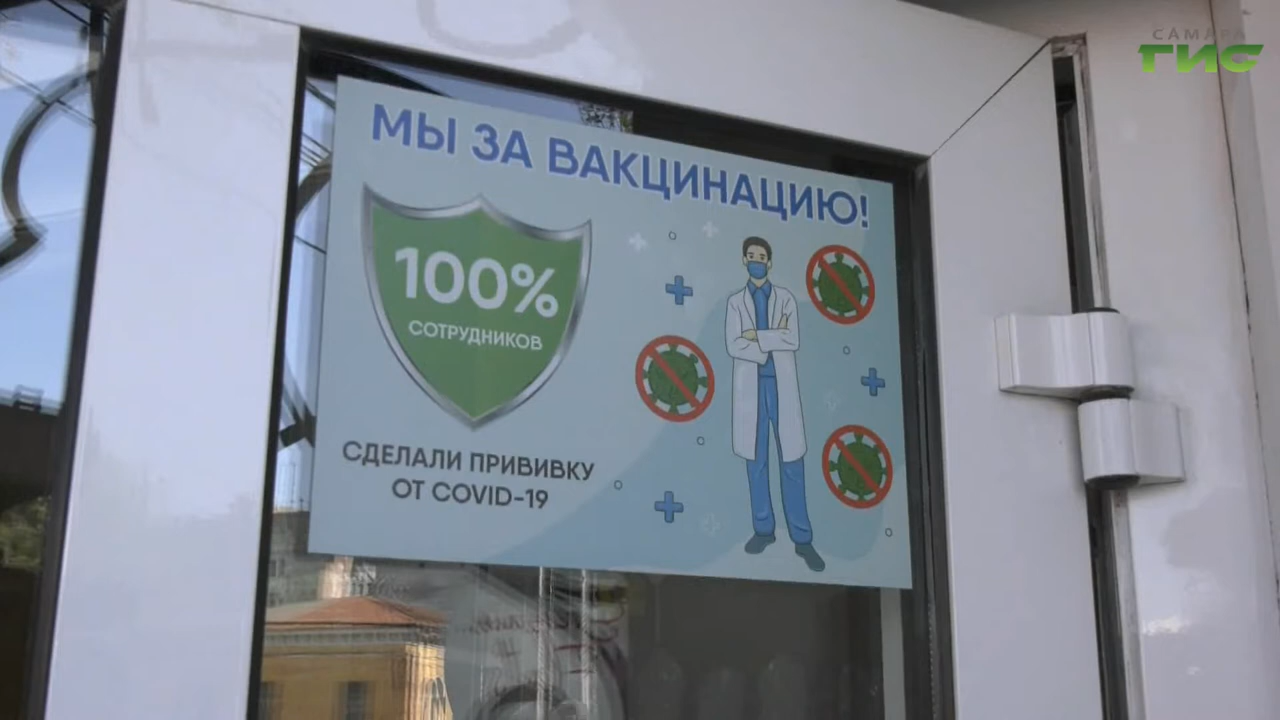 САМАРА
ГИС
МЫ ЗА ВАКЦИНАЦИЮ!
100%
СОТРУДНИКОВ
СДЕЛАЛИ ПРИВИВКУ
ОТ COVID-19